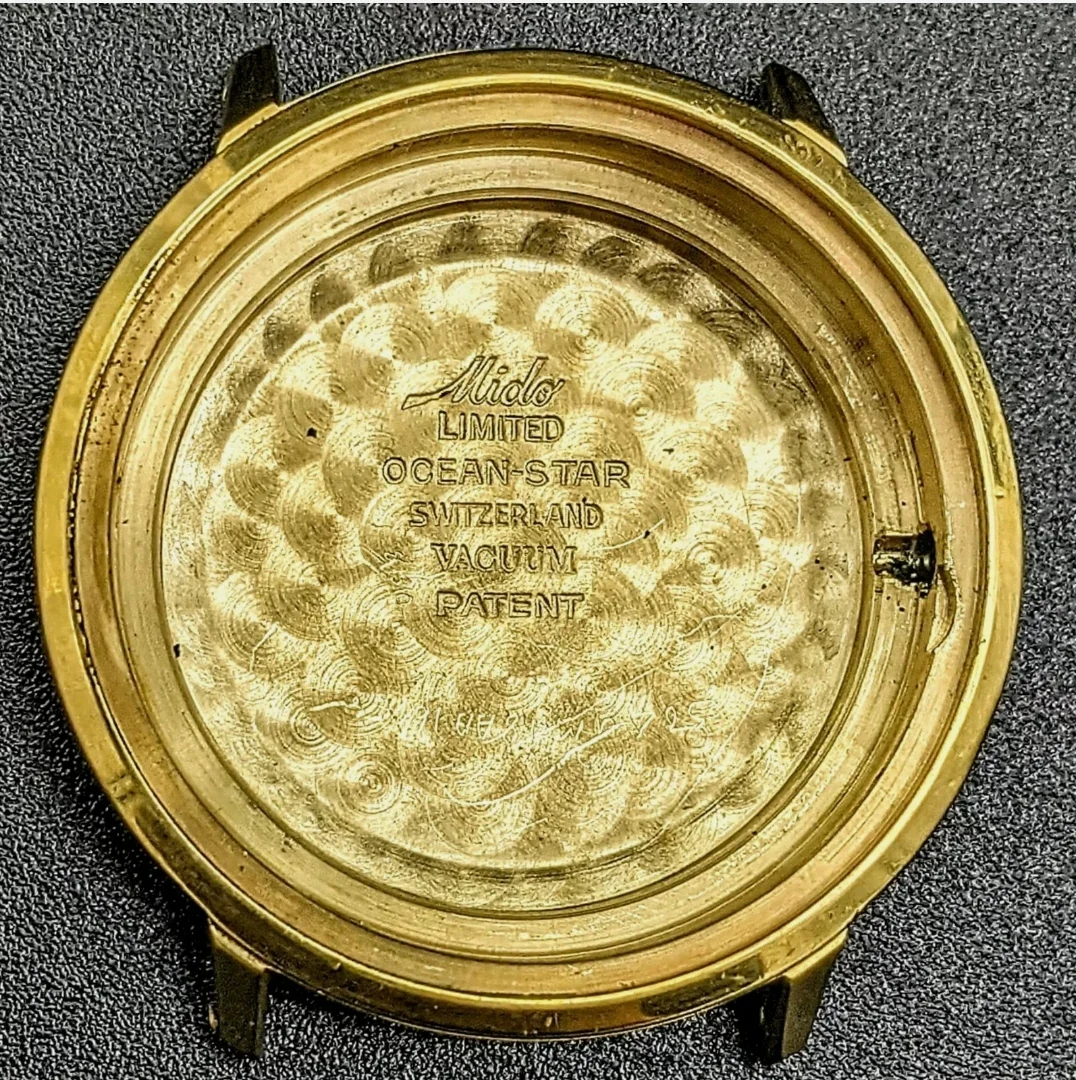 Mido
LIMITED
OCEAN-STAR
SWITZERLAND
VACUUM
PATENT